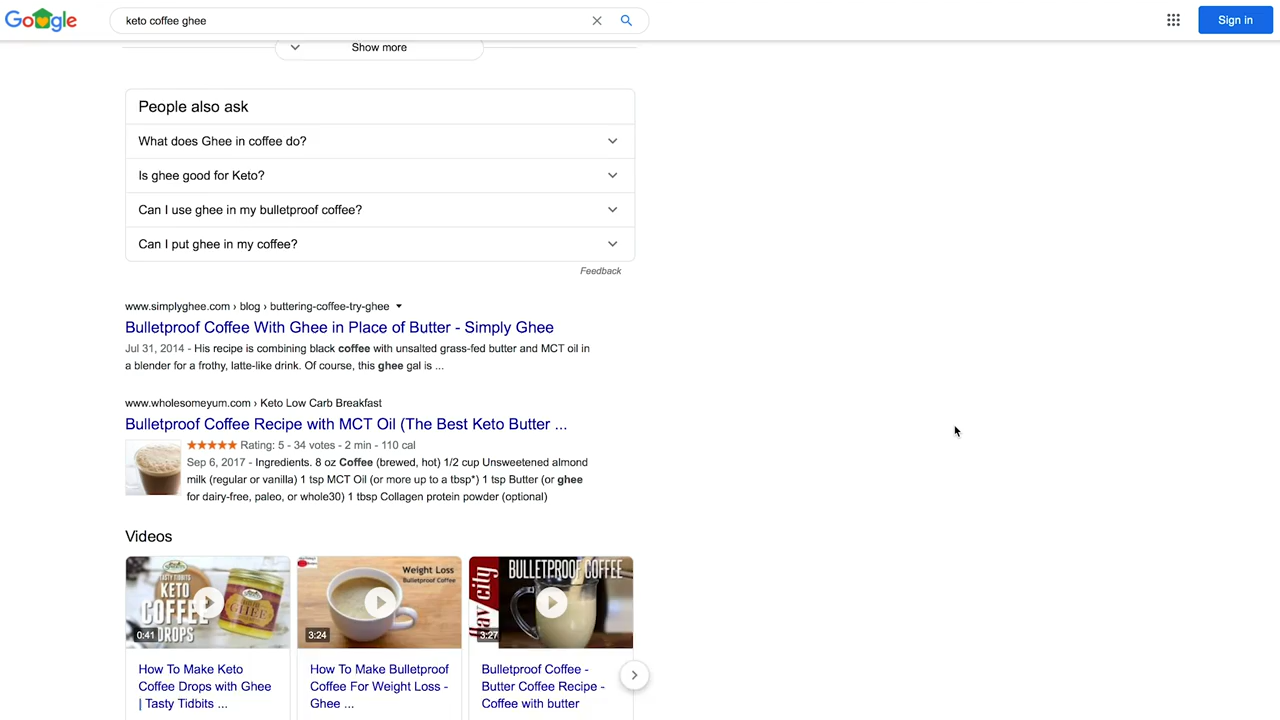 Google
keto coffee ghee
Sign in
Show more
People also ask
What does Ghee in coffee do?
Is ghee good for Keto?
Can I use ghee in my bulletproof coffee?
Can I put ghee in my coffee?
Feedback
www.simplyghee.com › blog › buttering-coffee-try-ghee
Bulletproof Coffee With Ghee in Place of Butter - Simply Ghee
Jul 31, 2014 - His recipe is combining black coffee with unsalted grass-fed butter and MCT oil in
a blender for a frothy, latte-like drink. Of course, this ghee gal is ...
www.wholesomeyum.com › Keto Low Carb Breakfast
Bulletproof Coffee Recipe with MCT Oil (The Best Keto Butter ...
Rating: 5 - 34 votes - 2 min - 110 cal
Sep 6, 2017 - Ingredients. 8 oz Coffee (brewed, hot) 1/2 cup Unsweetened almond
milk (regular or vanilla) 1 tsp MCT Oil (or more up to a tbsp*) 1 tsp Butter (or ghee
for dairy-free, paleo, or whole30) 1 tbsp Collagen protein powder (optional)
Videos
TASTY TIDBITS
KETO
COFFEE
DROPS
GHEE
0:41
Weight Loss
Bulletproof Coffee
3:24
BULLETPROOF COFFEE
day city
3:27
How To Make Keto
Coffee Drops with Ghee
| Tasty Tidbits ...
How To Make Bulletproof
Coffee For Weight Loss -
Ghee ...
Bulletproof Coffee -
Butter Coffee Recipe -
Coffee with butter